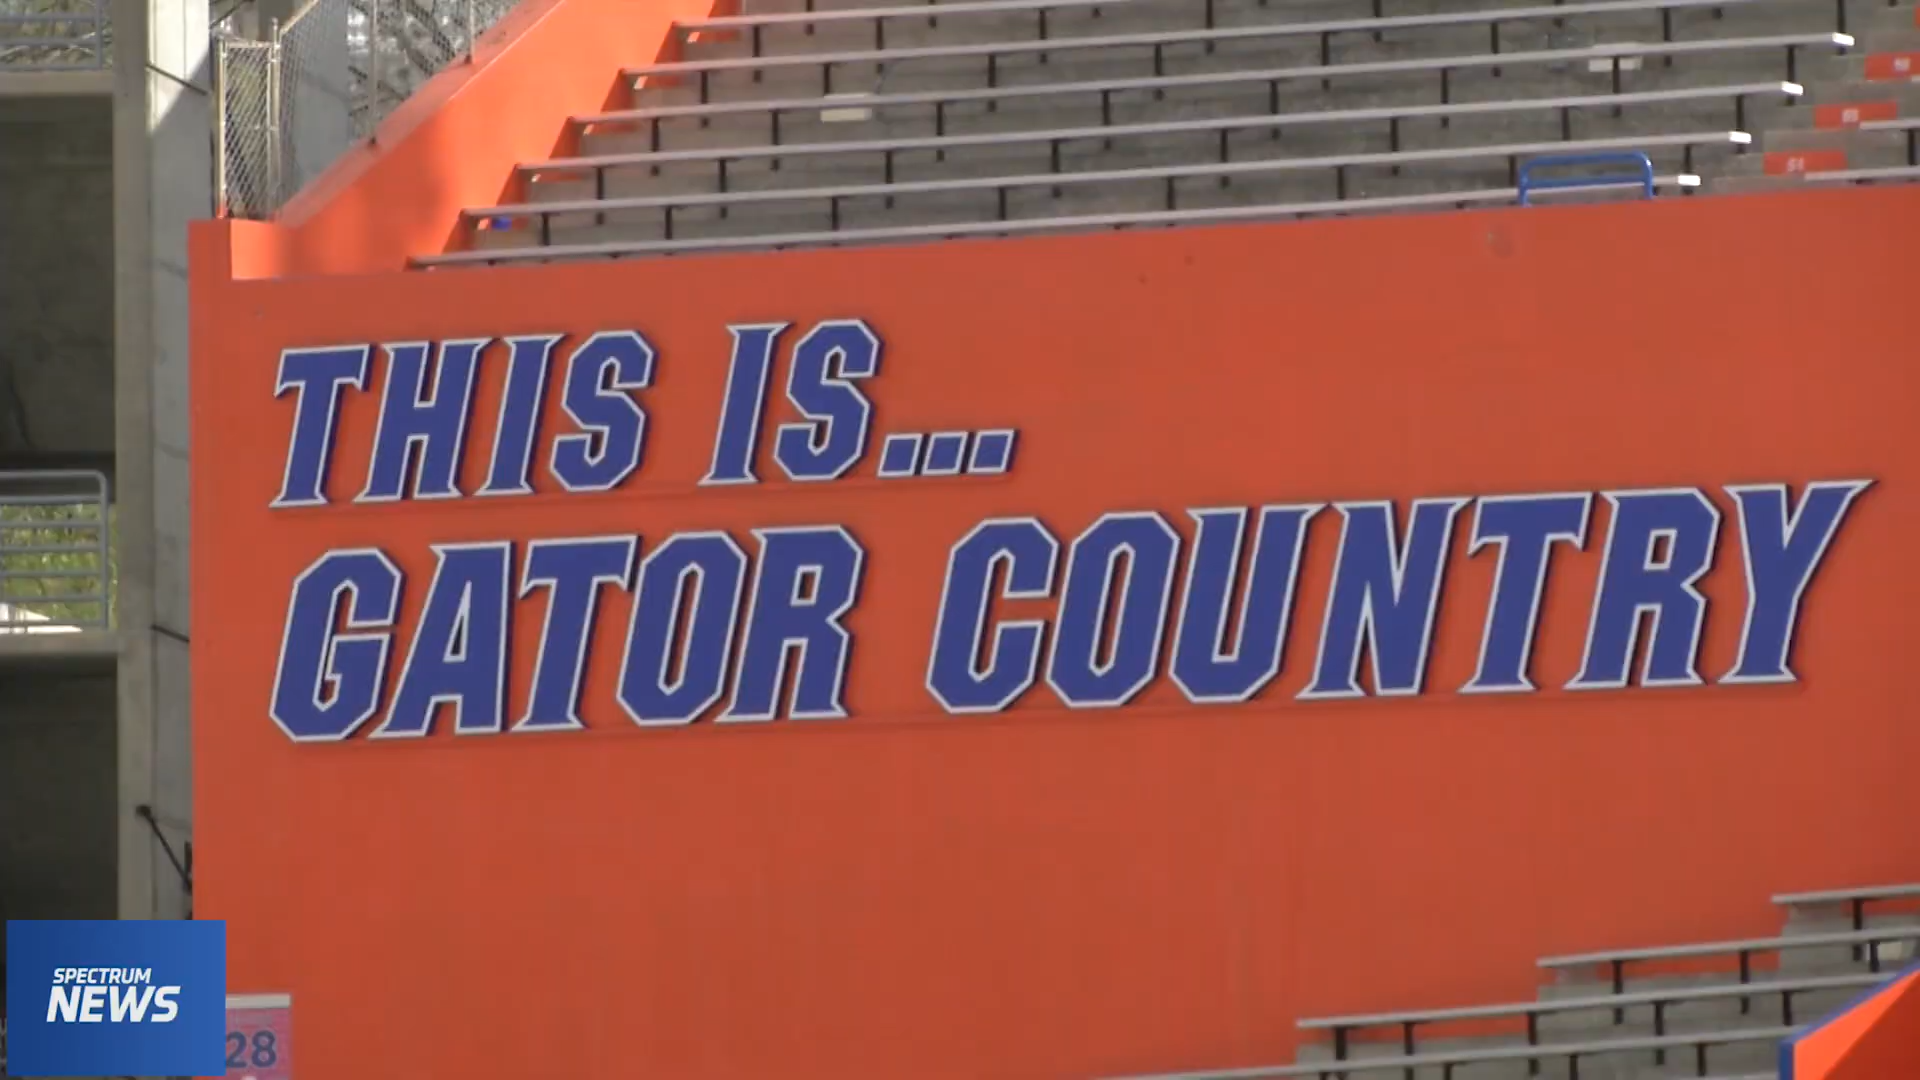 THIS IS...
GATOR COUNTRY
SPECTRUM
NEWS
28